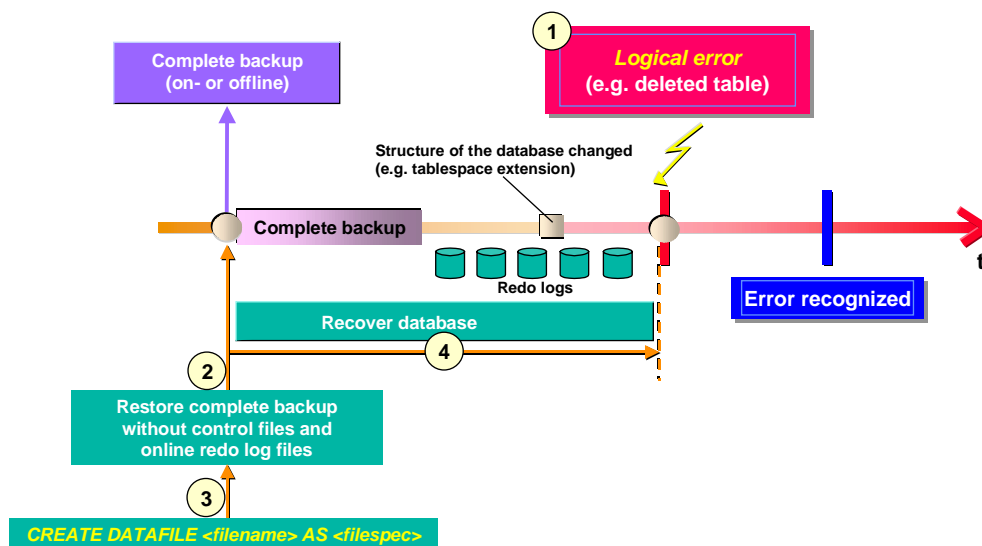 1
Logical error
(e.g. deleted table)
Complete backup
(on- or offline)
Structure of the database changed
(e.g. tablespace extension)
Complete backup
t
Redo logs
Error recognized
Recover database
4
2
Restore complete backup
without control files and
online redo log files
3
CREATE DATAFILE <filename> AS <filespec>